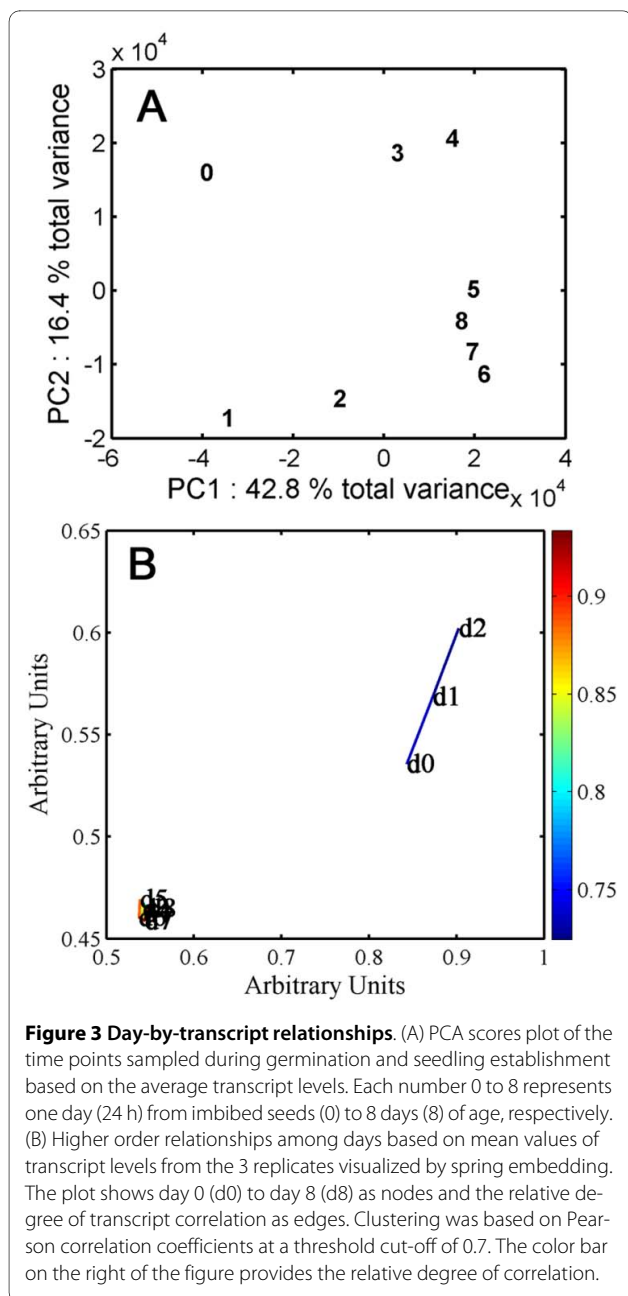 x 10⁴
3
2
1
0
-1
-2
A
0
1
2
3
4
5
8
7
6
-6
-4
-2
0
2
4
PC2 : 16.4 % total variance
PC1 : 42.8 % total variance
x 10⁴
B
0.65
0.6
0.55
0.5
0.45
Arbitrary Units
d2
d1
d0
d5
d7
0.5
0.6
0.7
0.8
0.9
1
Arbitrary Units
0.9
0.85
0.8
0.75
Figure 3 Day-by-transcript relationships. (A) PCA scores plot of the
time points sampled during germination and seedling establishment
based on the average transcript levels. Each number 0 to 8 represents
one day (24 h) from imbibed seeds (0) to 8 days (8) of age, respectively.
(B) Higher order relationships among days based on mean values of
transcript levels from the 3 replicates visualized by spring embedding.
The plot shows day 0 (d0) to day 8 (d8) as nodes and the relative de-
gree of transcript correlation as edges. Clustering was based on Pear-
son correlation coefficients at a threshold cut-off of 0.7. The color bar
on the right of the figure provides the relative degree of correlation.